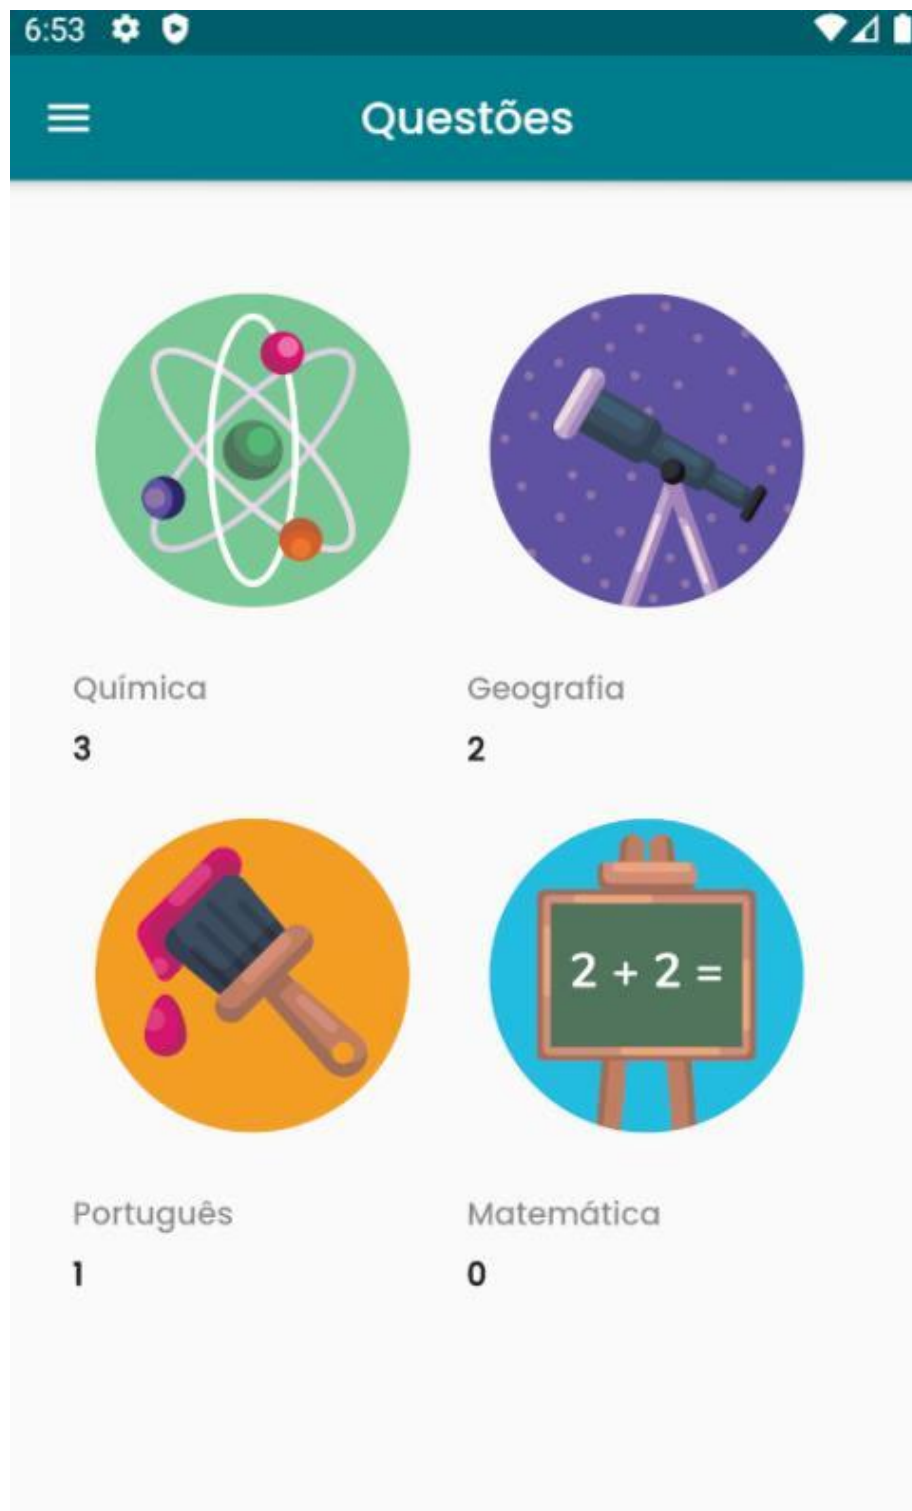 6:53
Questões
Química
3
Geografia
2
2 + 2 =
Português
1
Matemática
0